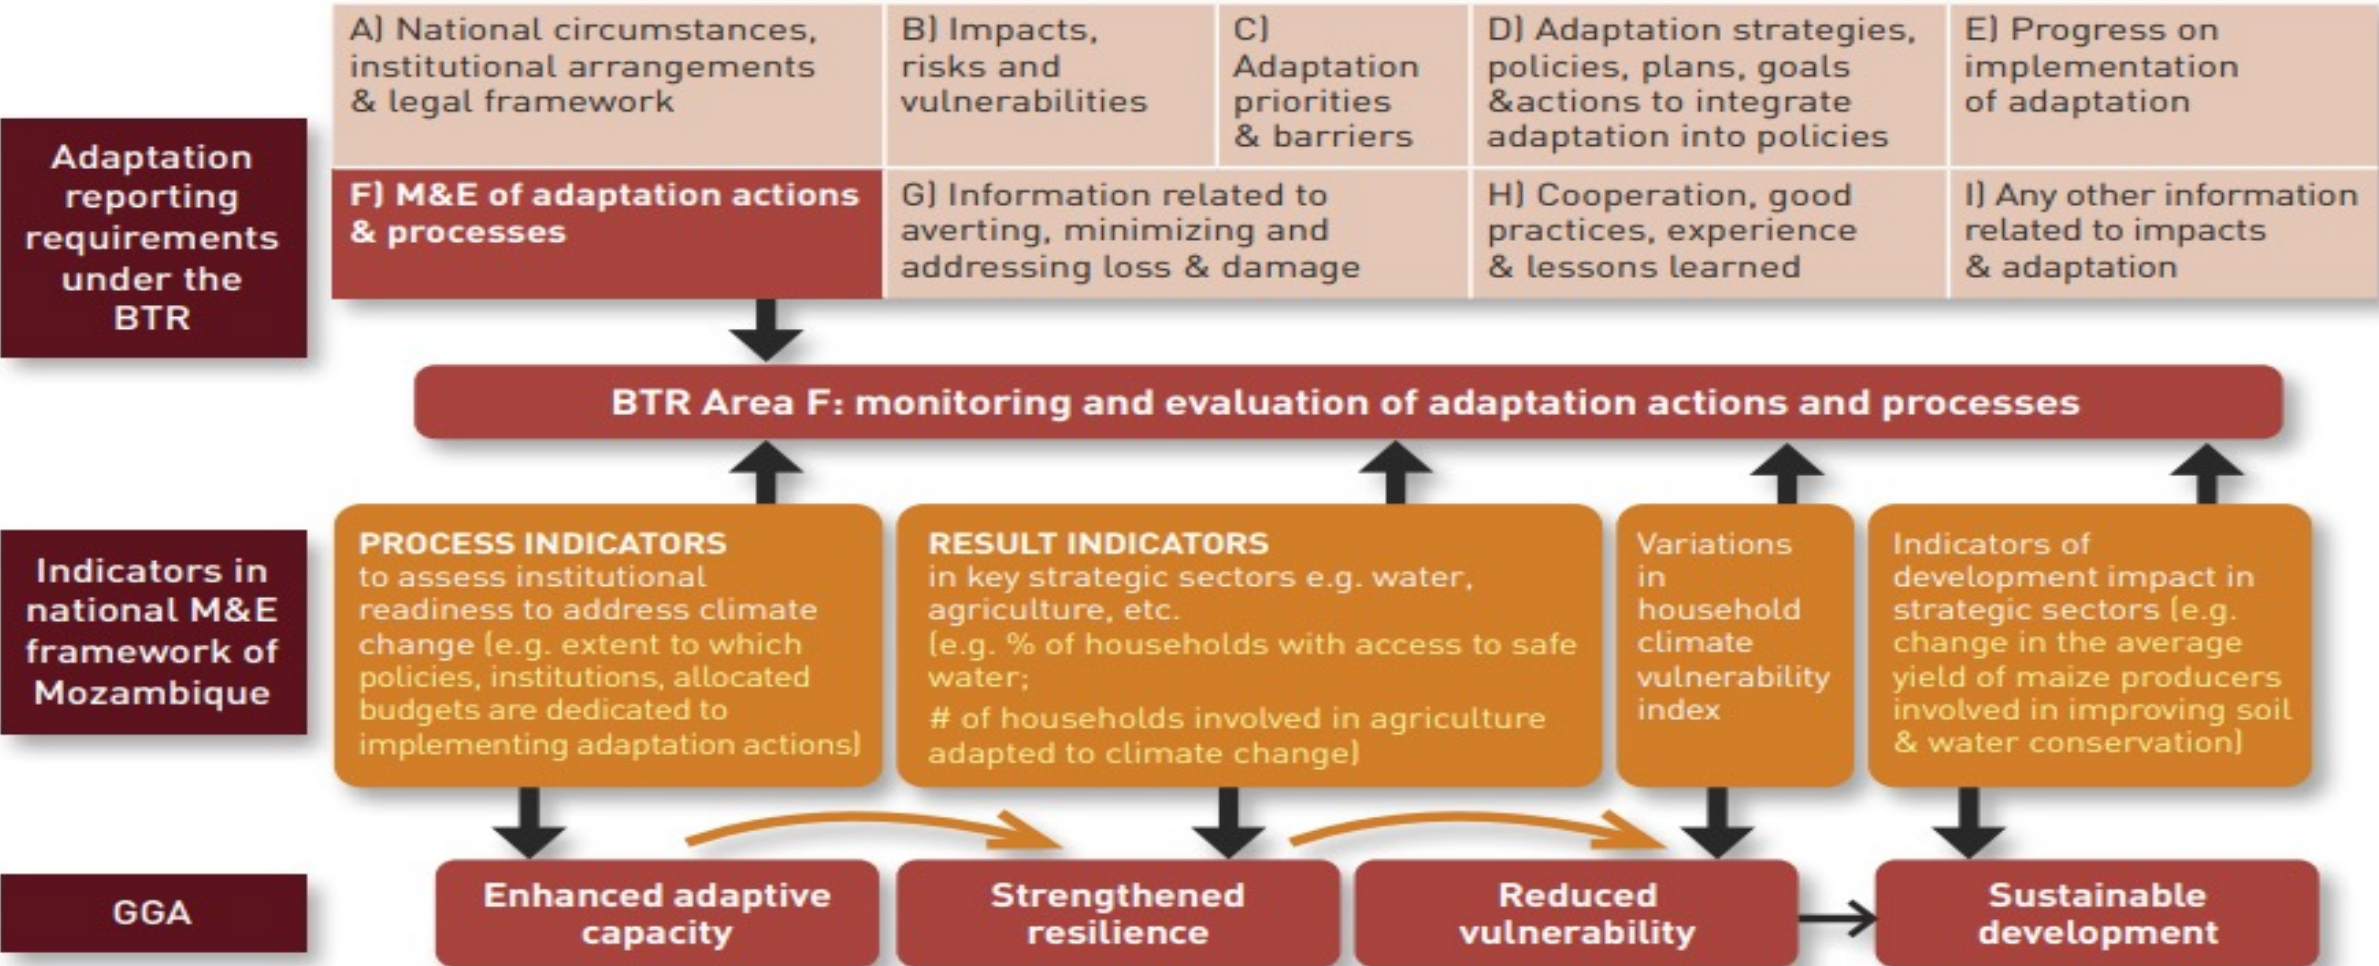 Adaptation
reporting
requirements
under the
BTR
A) National circumstances,
institutional arrangements
& legal framework
B) Impacts,
risks and
vulnerabilities
C)
Adaptation
priorities
& barriers
D) Adaptation strategies,
policies, plans, goals
&actions to integrate
adaptation into policies
E) Progress on
implementation
of adaptation
F) M&E of adaptation actions
& processes
G) Information related to
averting, minimizing and
addressing loss & damage
H) Cooperation, good
practices, experience
& lessons learned
I) Any other information
related to impacts
& adaptation
BTR Area F: monitoring and evaluation of adaptation actions and processes
Indicators in
national M&E
framework of
Mozambique
PROCESS INDICATORS
to assess institutional
readiness to address climate
change (e.g. extent to which
policies, institutions, allocated
budgets are dedicated to
implementing adaptation actions)
RESULT INDICATORS
in key strategic sectors e.g. water,
agriculture, etc.
(e.g. % of households with access to safe
water;
# of households involved in agriculture
adapted to climate change)
Variations
in
household
climate
vulnerability
index
Indicators of
development impact in
strategic sectors (e.g.
change in the average
yield of maize producers
involved in improving soil
& water conservation)
GGA
Enhanced adaptive
capacity
Strengthened
resilience
Reduced
vulnerability
Sustainable
development